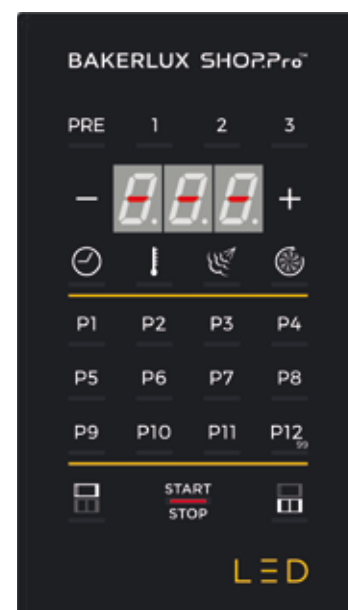 BAKERLUX SHOP.Pro™
PRE 1 2 3
- --- +
P1 P2 P3 P4
P5 P6 P7 P8
P9 P10 P11 P12
99
START
STOP
LED